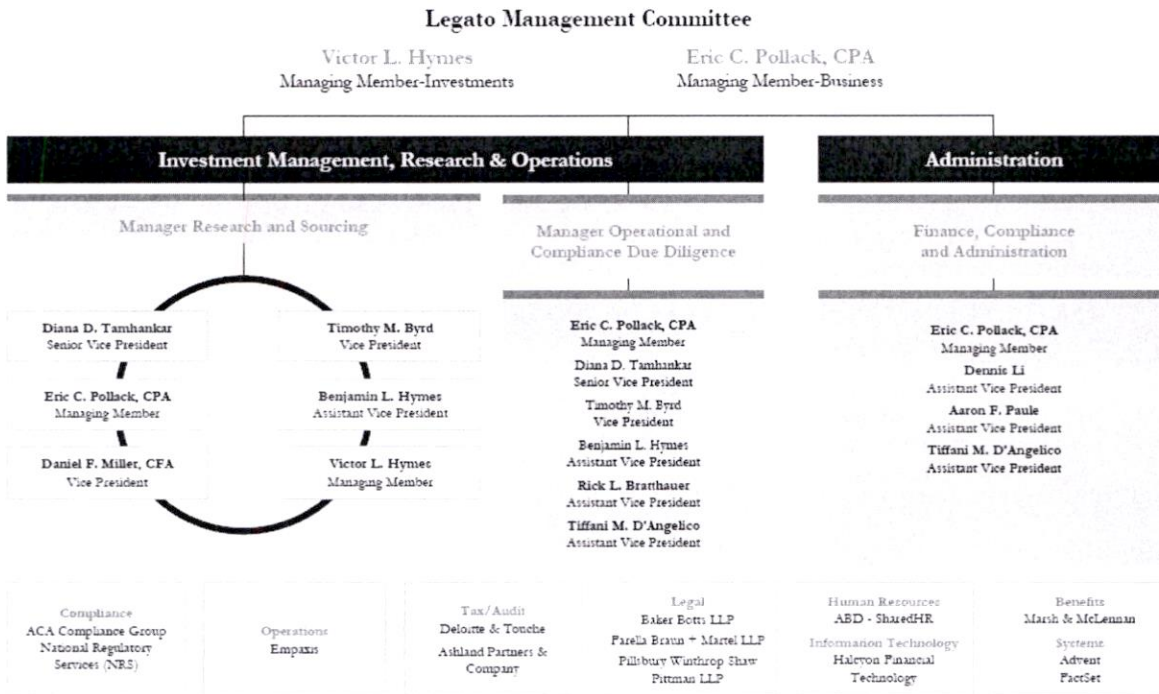 Legato Management Committee
Victor L. Hymes
Managing Member-Investments
Eric C. Pollack, CPA
Managing Member-Business
Investment Management, Research & Operations
Administration
Manager Research and Sourcing
Manager Operational and
Compliance Due Diligence
Finance, Compliance
and Administration
Diana D. Tamhankar
Senior Vice President
Timothy M. Byrd
Vice President
Eric C. Pollack, CPA
Managing Member
Benjamin L. Hymes
Assistant Vice President
Daniel F. Miller, CFA
Vice President
Victor L. Hymes
Managing Member
Eric C. Pollack, CPA
Managing Member
Diana D. Tamhankar
Senior Vice President
Timothy M. Byrd
Vice President
Benjamin L. Hymes
Assistant Vice President
Rick L. Bratthauer
Assistant Vice President
Tiffani M. D'Angelico
Assistant Vice President
Eric C. Pollack, CPA
Managing Member
Dennis Li
Assistant Vice President
Aaron F. Paule
Assistant Vice President
Tiffani M. D'Angelico
Assistant Vice President
Compliance
ACA Compliance Group
National Regulatory
Services (NRS)
Operations
Empaxis
Tax/Audit
Deloitte & Touche
Ashland Partners &
Company
Legal
Baker Botts LLP
Farella Braun + Martel LLP
Pillsbury Winthrop Shaw
Pittman LLP
Human Resources
ABD - SharedHR
Information Technology
Halcyon Financial
Technology
Benefits
Marsh & McLennan
Systems
Advent
FactSet